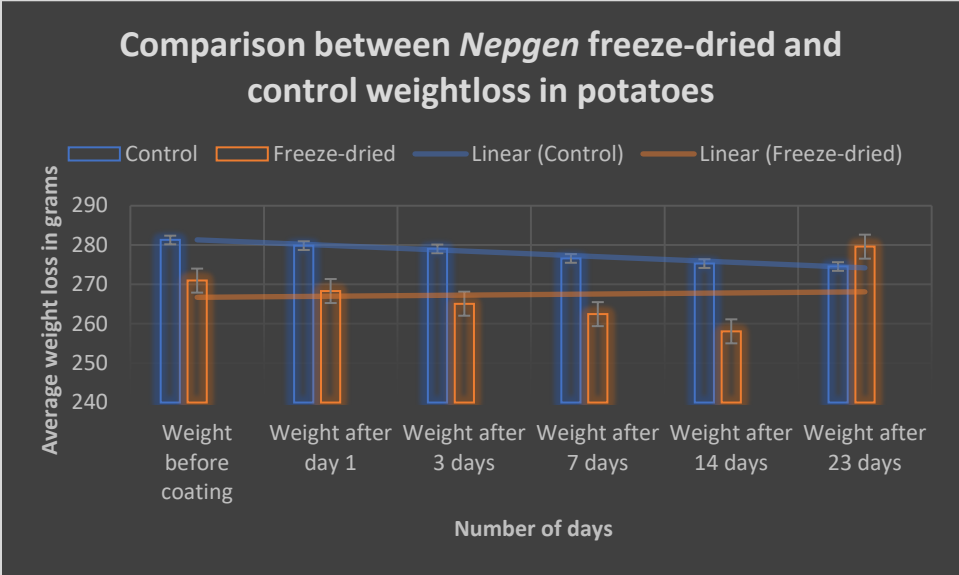 Comparison between Nepgen freeze-dried and
control weightloss in potatoes
Control Freeze-dried Linear (Control) Linear (Freeze-dried)
Average weight loss in grams
290
280
270
260
250
240
Weight before coating
Weight after day 1
Weight after 3 days
Weight after 7 days
Weight after 14 days
Weight after 23 days
Number of days